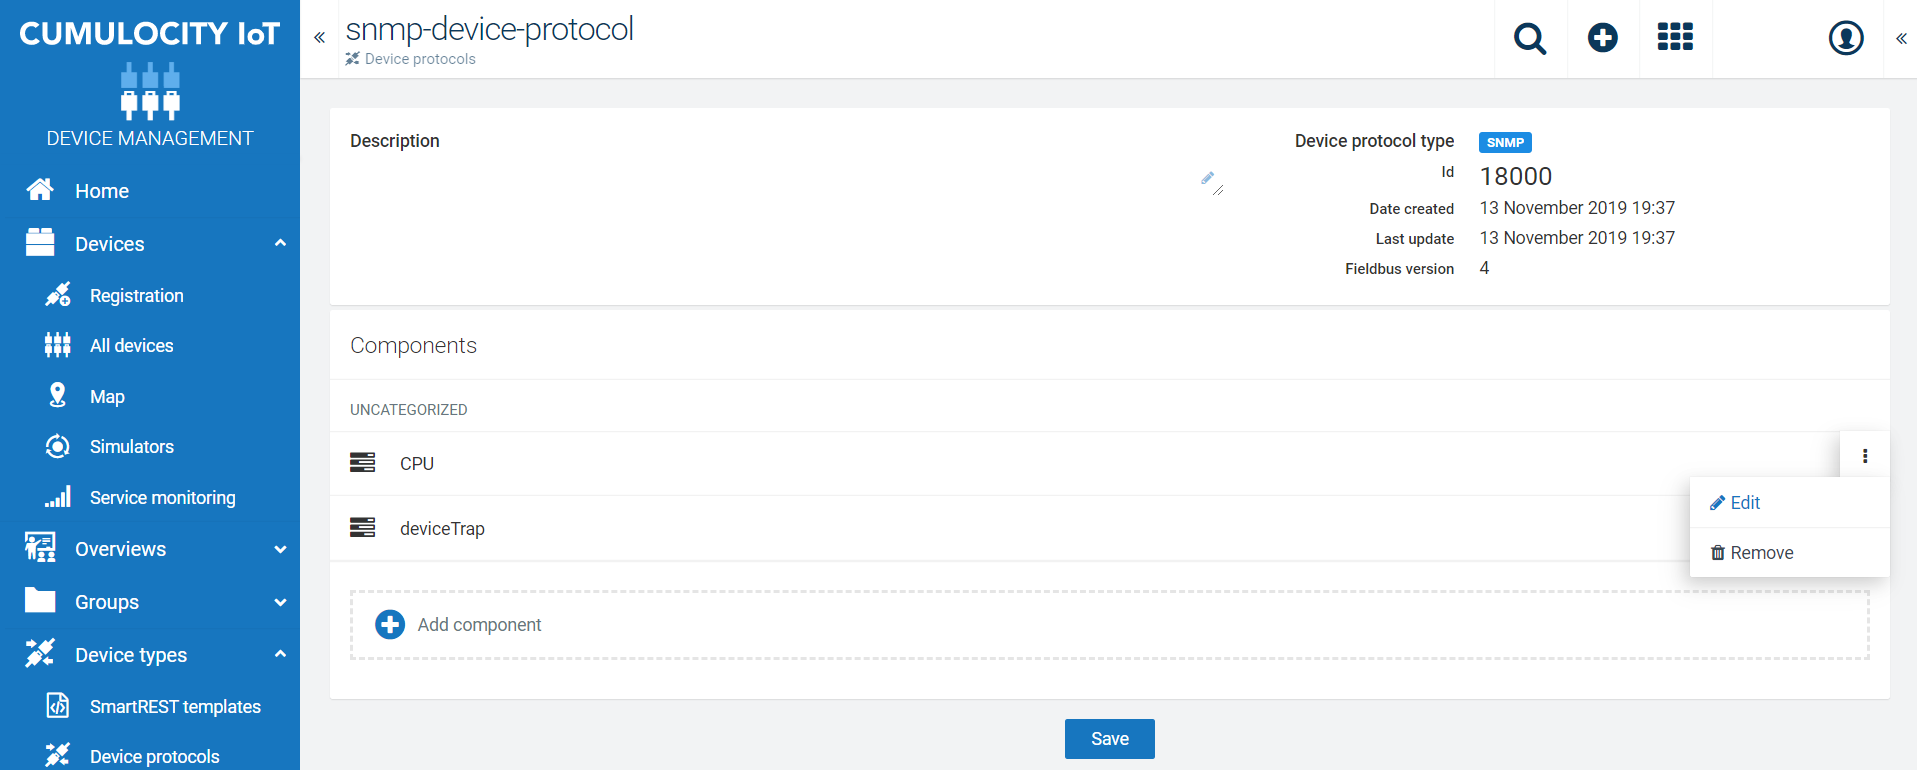 CUMULOCITY IoT
DEVICE MANAGEMENT
Home
Devices
Registration
All devices
Map
Simulators
Service monitoring
Overviews
Groups
Device types
SmartREST templates
Device protocols
snmp-device-protocol
Device protocols
Description
Device protocol type SNMP
Id 18000
Date created 13 November 2019 19:37
Last update 13 November 2019 19:37
Fieldbus version 4
Components
UNCATEGORIZED
CPU
deviceTrap
Edit
Remove
Add component
Save